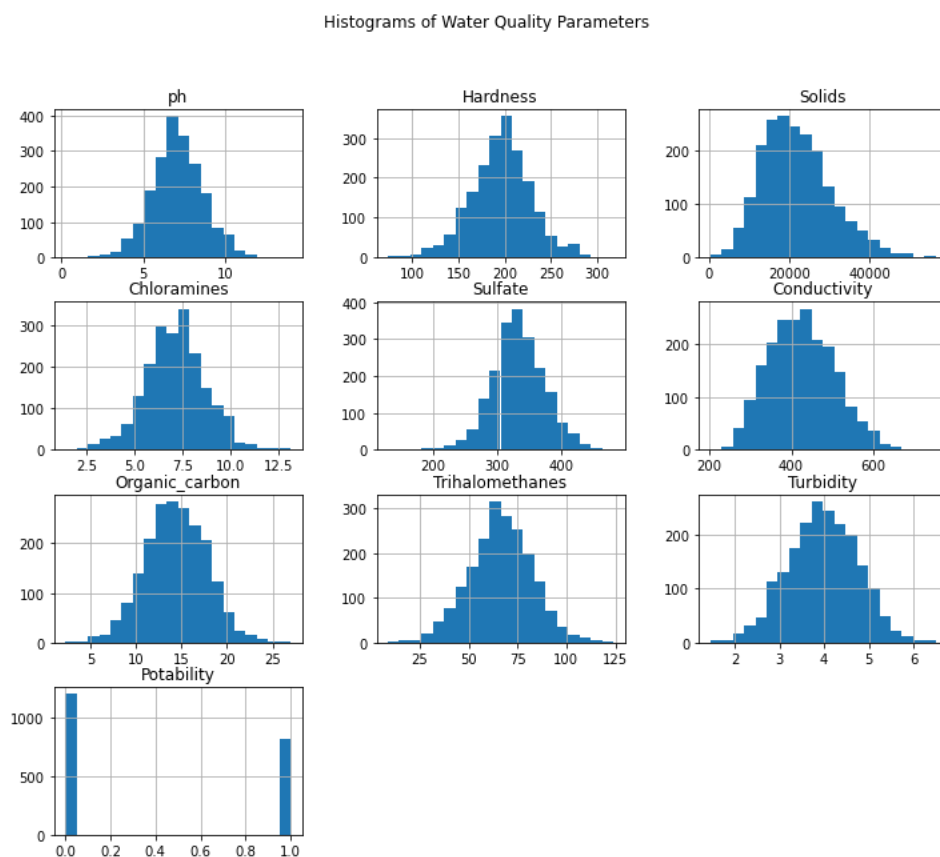 Histograms of Water Quality Parameters
ph
Hardness
Solids
400
300
200
100
0
0 5 10
300
200
100
0
100 150 200 250 300
200
100
0
0 20000 40000
Chloramines
Sulfate
Conductivity
300
200
100
0
2.5 5.0 7.5 10.0 12.5
400
300
200
100
0
200 300 400
200
100
0
200 400 600
Organic_carbon
Trihalomethanes
Turbidity
200
100
0
5 10 15 20 25
300
200
100
0
25 50 75 100 125
200
100
0
2 3 4 5 6
Potability
1000
500
0
0.0 0.2 0.4 0.6 0.8 1.0